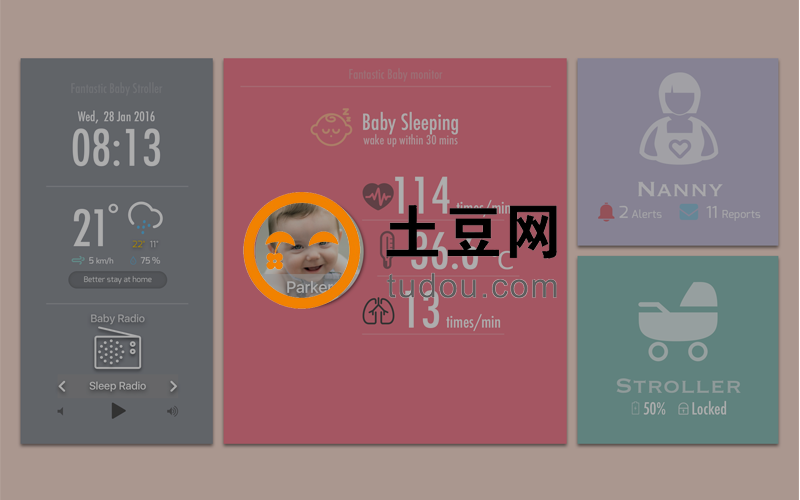 Fantastic Baby Stroller
Wed, 28 Jan 2016
08:13
21°
22° 11°
5 km/h 75 %
Better stay at home
Baby Radio
Sleep Radio
Fantastic Baby monitor
z z z
Baby Sleeping
wake up within 30 mins
114 times/min
36.6 °C
13 times/min
Parker
土豆网
tudou.com
NANNY
2 Alerts 11 Reports
STROLLER
50% Locked